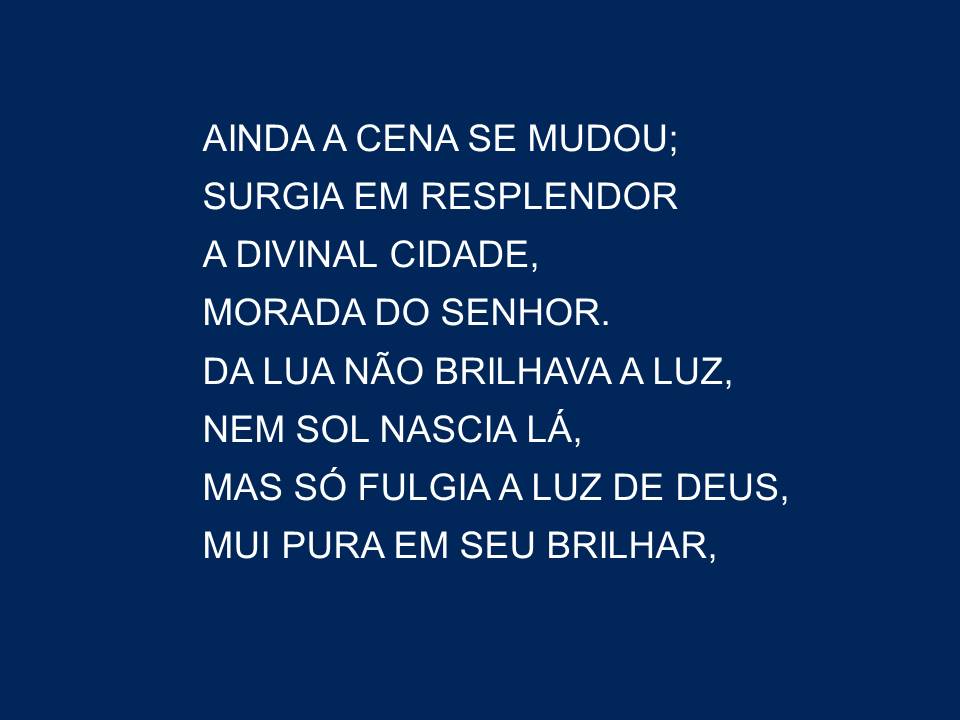 AINDA A CENA SE MUDOU;
SURGIA EM RESPLENDOR
A DIVINAL CIDADE,
MORADA DO SENHOR.
DA LUA NÃO BRILHAVA A LUZ,
NEM SOL NASCIA LÁ,
MAS SÓ FULGIA A LUZ DE DEUS,
MUI PURA EM SEU BRILHAR,